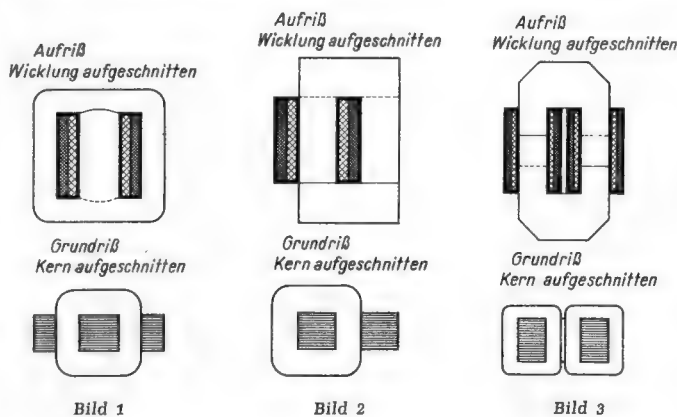 Aufriß
Wicklung aufgeschnitten
Grundriß
Kern aufgeschnitten
Bild 1
Aufriß
Wicklung aufgeschnitten
Grundriß
Kern aufgeschnitten
Bild 2
Aufriß
Wicklung aufgeschnitten
Grundriß
Kern aufgeschnitten
Bild 3